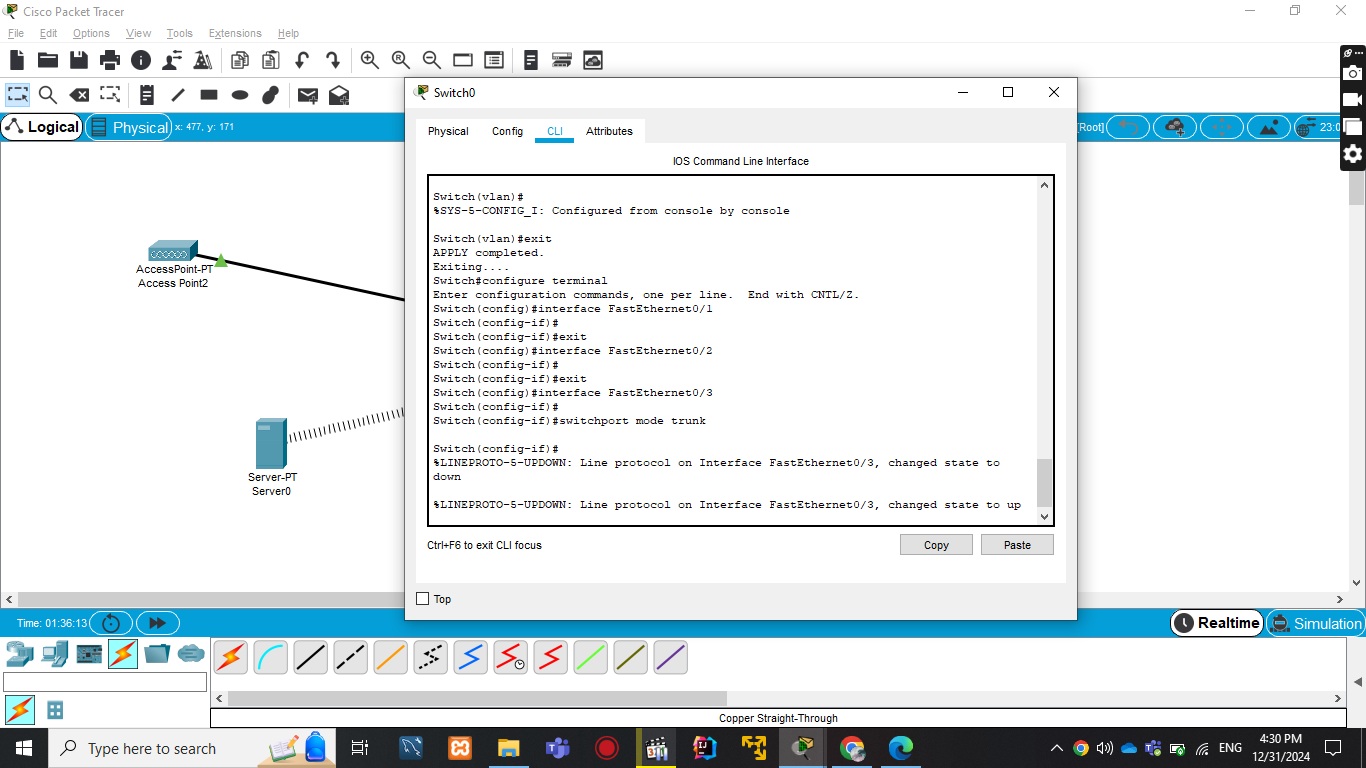 Cisco Packet Tracer
File Edit Options View Tools Extensions Help
Logical
Physical
x: 477, y: 171
[Root]
23:0
AccessPoint-PT
Access Point2
Server-PT
Server0
Switch0
Physical Config CLI Attributes
IOS Command Line Interface
Switch(vlan)#
%SYS-5-CONFIG_I: Configured from console by console
Switch(vlan)#exit
APPLY completed.
Exiting....
Switch#configure terminal
Enter configuration commands, one per line.  End with CNTL/Z.
Switch(config)#interface FastEthernet0/1
Switch(config-if)#
Switch(config-if)#exit
Switch(config)#interface FastEthernet0/2
Switch(config-if)#
Switch(config-if)#exit
Switch(config)#interface FastEthernet0/3
Switch(config-if)#
Switch(config-if)#switchport mode trunk
Switch(config-if)#
%LINEPROTO-5-UPDOWN: Line protocol on Interface FastEthernet0/3, changed state to
down
%LINEPROTO-5-UPDOWN: Line protocol on Interface FastEthernet0/3, changed state to up
Ctrl+F6 to exit CLI focus
Copy
Paste
Top
Time: 01:36:13
Realtime
Simulation
Copper Straight-Through
Type here to search
ENG
4:30 PM
12/31/2024